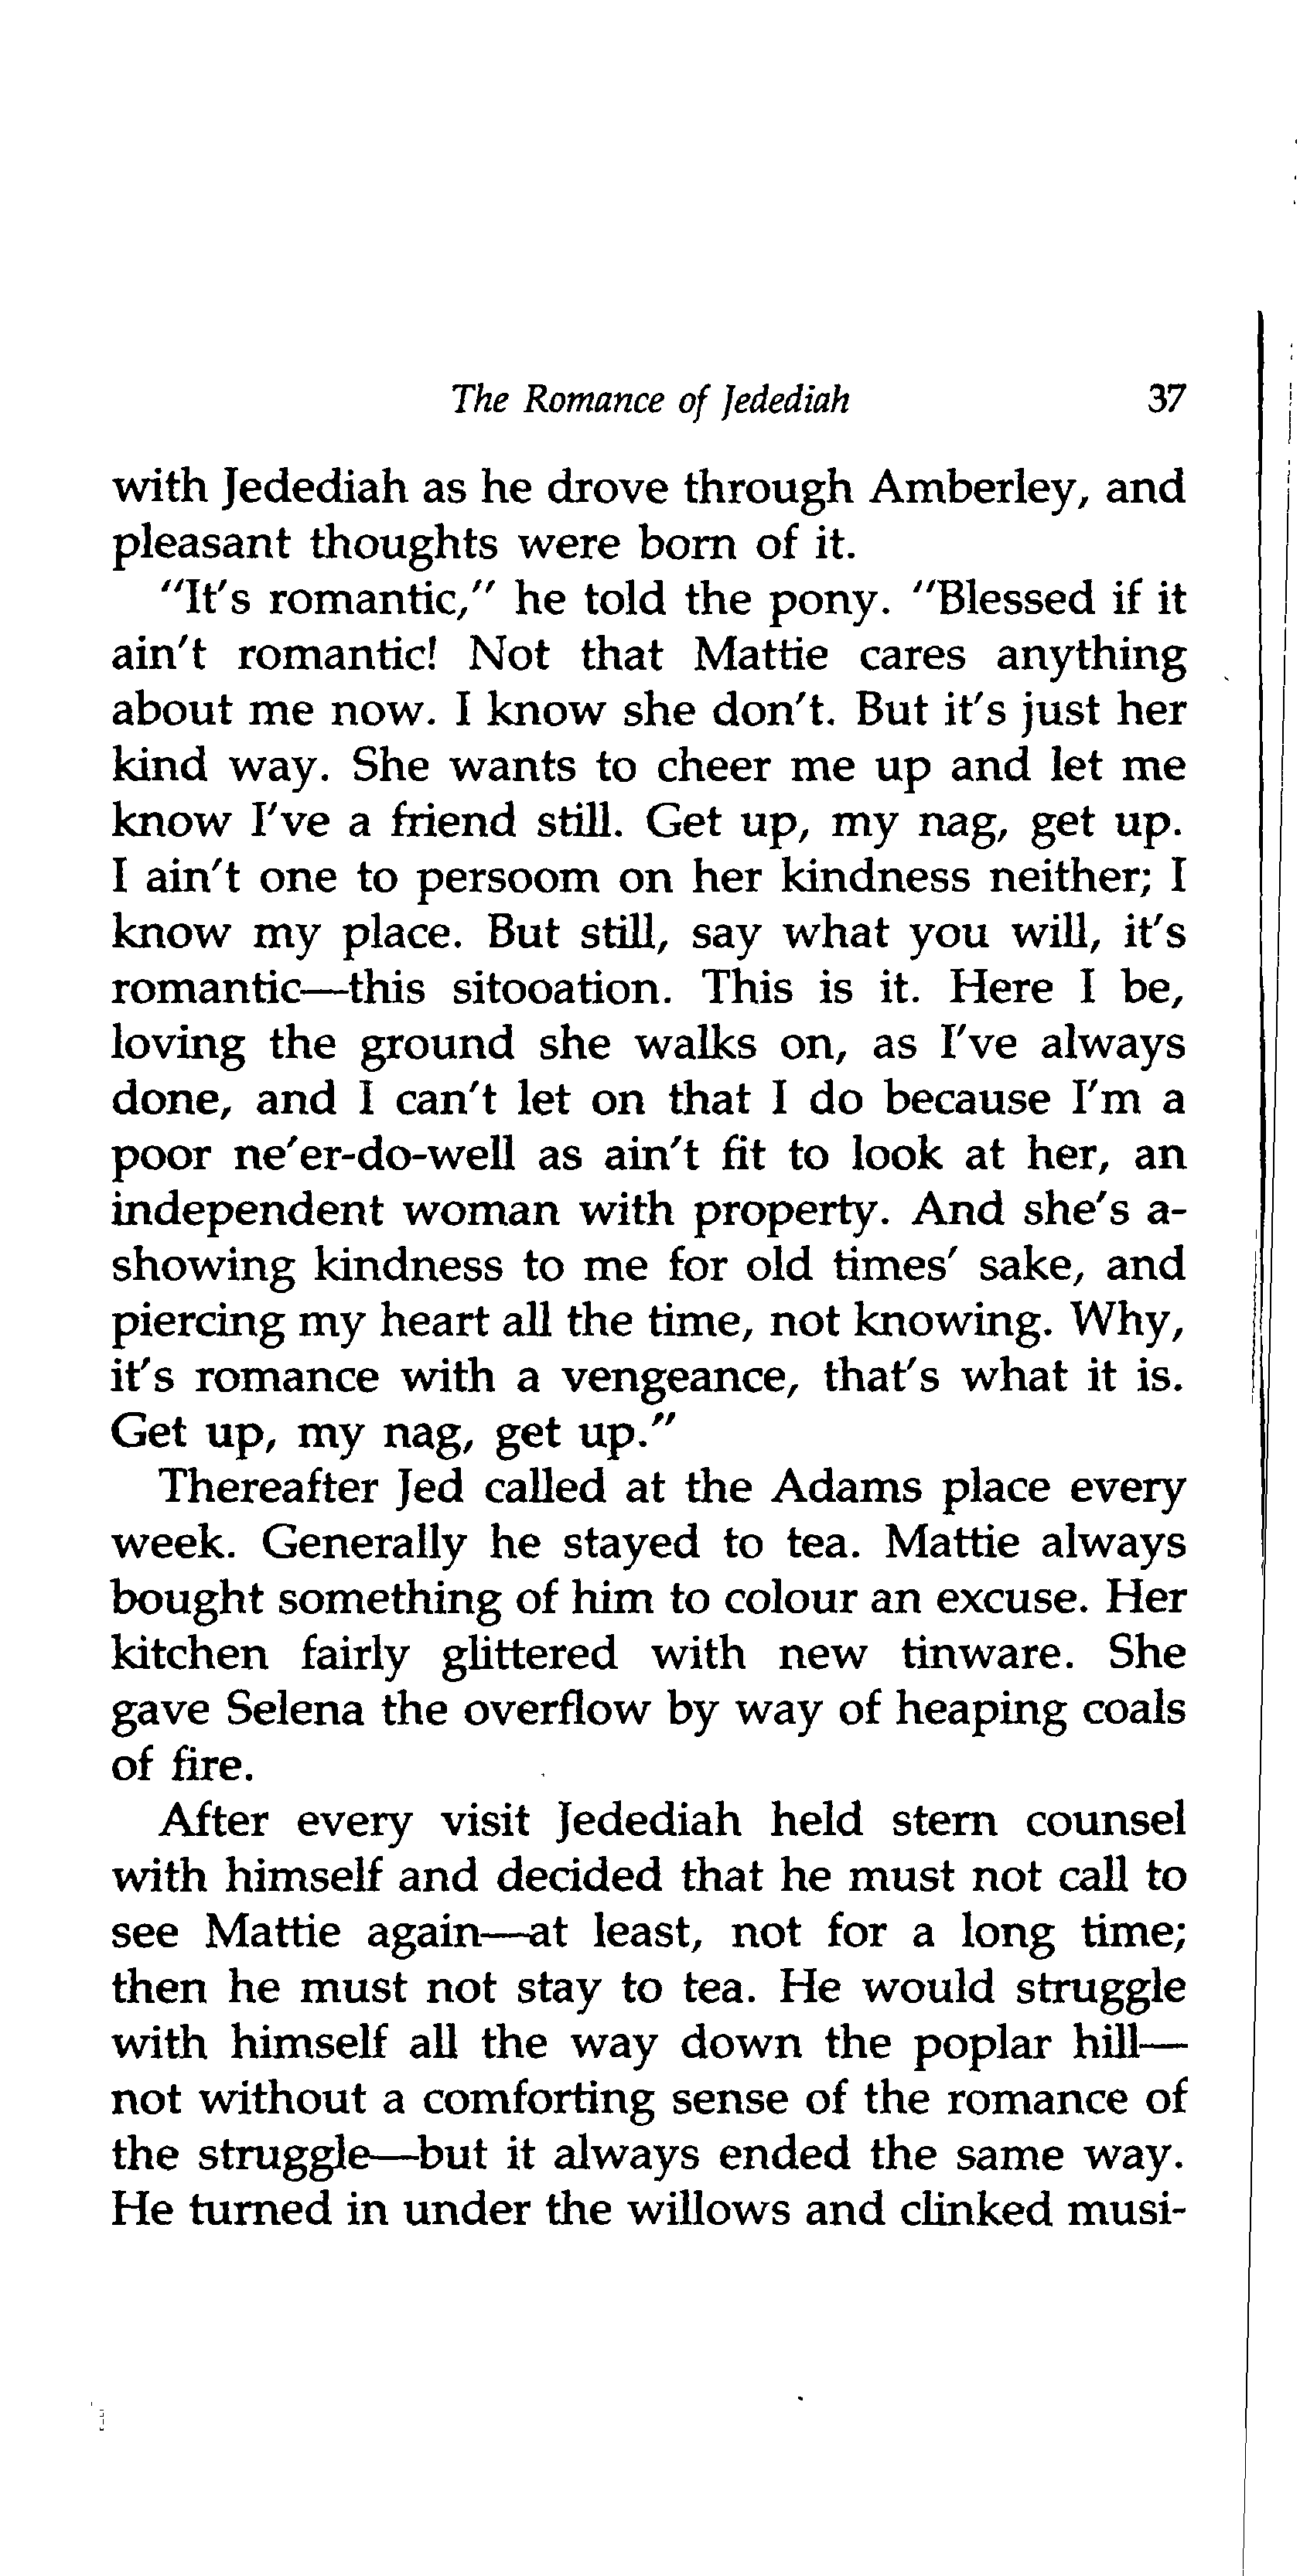 The Romance of Jedediah 37
with Jedediah as he drove through Amberley, and
pleasant thoughts were born of it.
"It's romantic," he told the pony. "Blessed if it
ain't romantic! Not that Mattie cares anything
about me now. I know she don't. But it's just her
kind way. She wants to cheer me up and let me
know I've a friend still. Get up, my nag, get up.
I ain't one to persoom on her kindness neither; I
know my place. But still, say what you will, it's
romantic—this sitooation. This is it. Here I be,
loving the ground she walks on, as I've always
done, and I can't let on that I do because I'm a
poor ne'er-do-well as ain't fit to look at her, an
independent woman with property. And she's a-
showing kindness to me for old times' sake, and
piercing my heart all the time, not knowing. Why,
it's romance with a vengeance, that's what it is.
Get up, my nag, get up."
Thereafter Jed called at the Adams place every
week. Generally he stayed to tea. Mattie always
bought something of him to colour an excuse. Her
kitchen fairly glittered with new tinware. She
gave Selena the overflow by way of heaping coals
of fire.
After every visit Jedediah held stern counsel
with himself and decided that he must not call to
see Mattie again—at least, not for a long time;
then he must not stay to tea. He would struggle
with himself all the way down the poplar hill—
not without a comforting sense of the romance of
the struggle—but it always ended the same way.
He turned in under the willows and clinked musi-